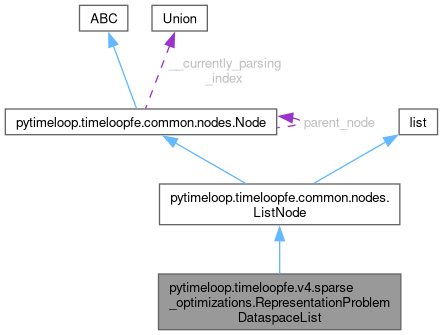 ABC
Union
__currently_parsing
_index
pytimeloop.timeloopfe.common.nodes.Node
parent_node
list
pytimeloop.timeloopfe.common.nodes.
ListNode
pytimeloop.timeloopfe.v4.sparse
_optimizations.RepresentationProblem
DataspaceList